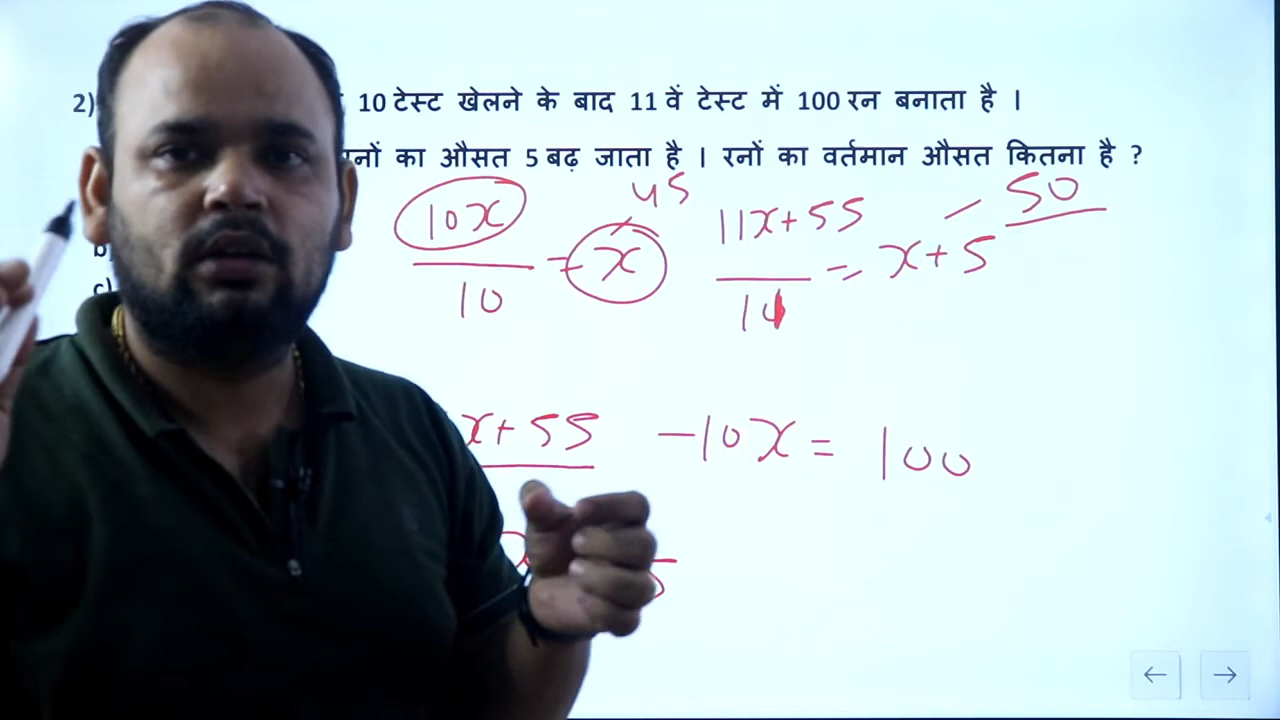 2) 10 टेस्ट खेलने के बाद 11 वें टेस्ट में 100 रन बनाता है ।
का औसत 5 बढ़ जाता है । रनों का वर्तमान औसत कितना है ?
10x / 10 = x 45
11x+55 / 11 = x+5 50
b
c)
x+55 -10x = 100